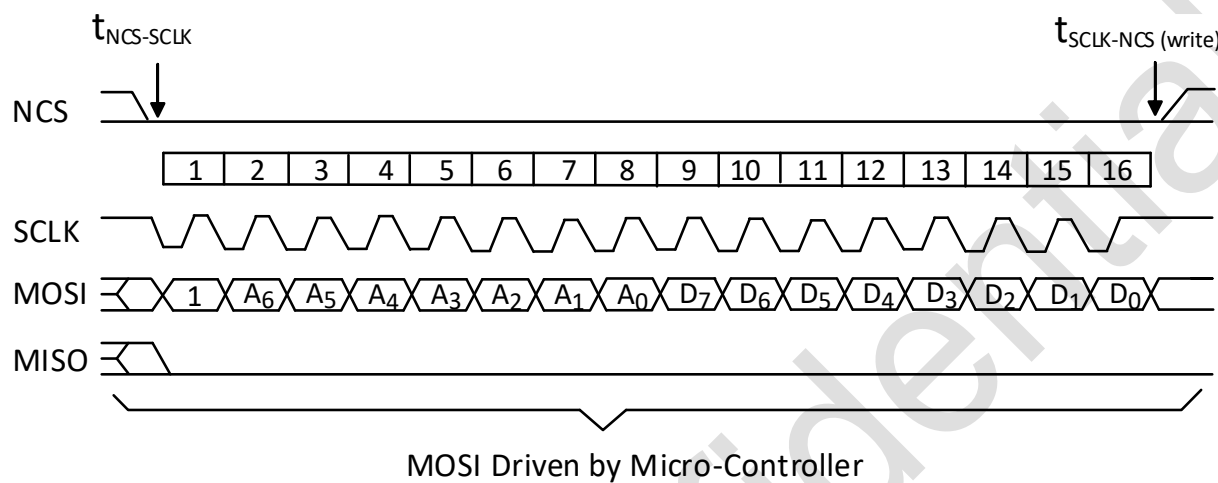 tNCS-SCLK
tSCLK-NCS (write)
NCS
1 2 3 4 5 6 7 8 9 10 11 12 13 14 15 16
SCLK
MOSI 1 A6 A5 A4 A3 A2 A1 A0 D7 D6 D5 D4 D3 D2 D1 D0
MISO
MOSI Driven by Micro-Controller